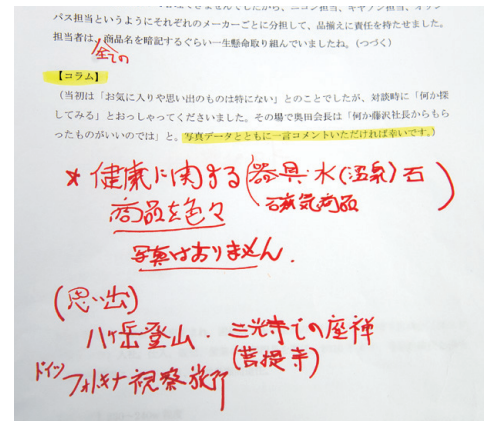 パス担当というようにそれぞれのメーカーごとに分担して、品揃えに責任を持たせました。
担当者は、全ての商品名を暗記するぐらい一生懸命取り組んでいましたね。(つづく)
【コラム】
(当初は「お気に入りや思い出のものは特にない」とのことでしたが、対談時に「何か探
してみる」とおっしゃってくださいました。その場で奥田会長は「何か藤沢社長からもら
ったものがいいのでは」と。写真データとともに一言コメントいただければ幸いです。)
* 健康に関する(器具・水(温泉)石
磁気商品)
商品を色々
写真はおりません.
(思い出)
八ヶ岳登山・三光寺での座禅
(菩提寺)
ドイツ フォルトナ視察旅行